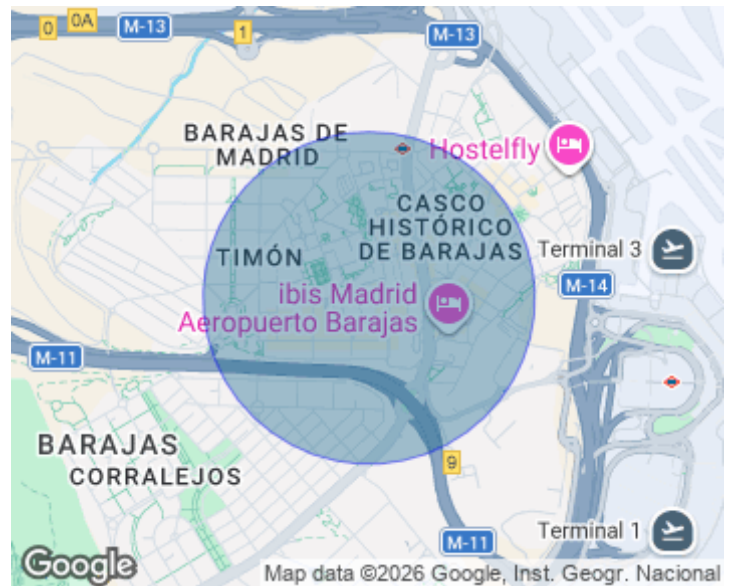 0
0A
M-13
1
M-13
BARAJAS DE
MADRID
Hostelfly
CASCO
HISTÓRICO
DE BARAJAS
TIMÓN
Terminal 3
ibis Madrid
Aeropuerto Barajas
M-14
M-11
BARAJAS
CORRALEJOS
9
M-11
Terminal 1
Google
Map data ©2026 Google, Inst. Geogr. Nacional